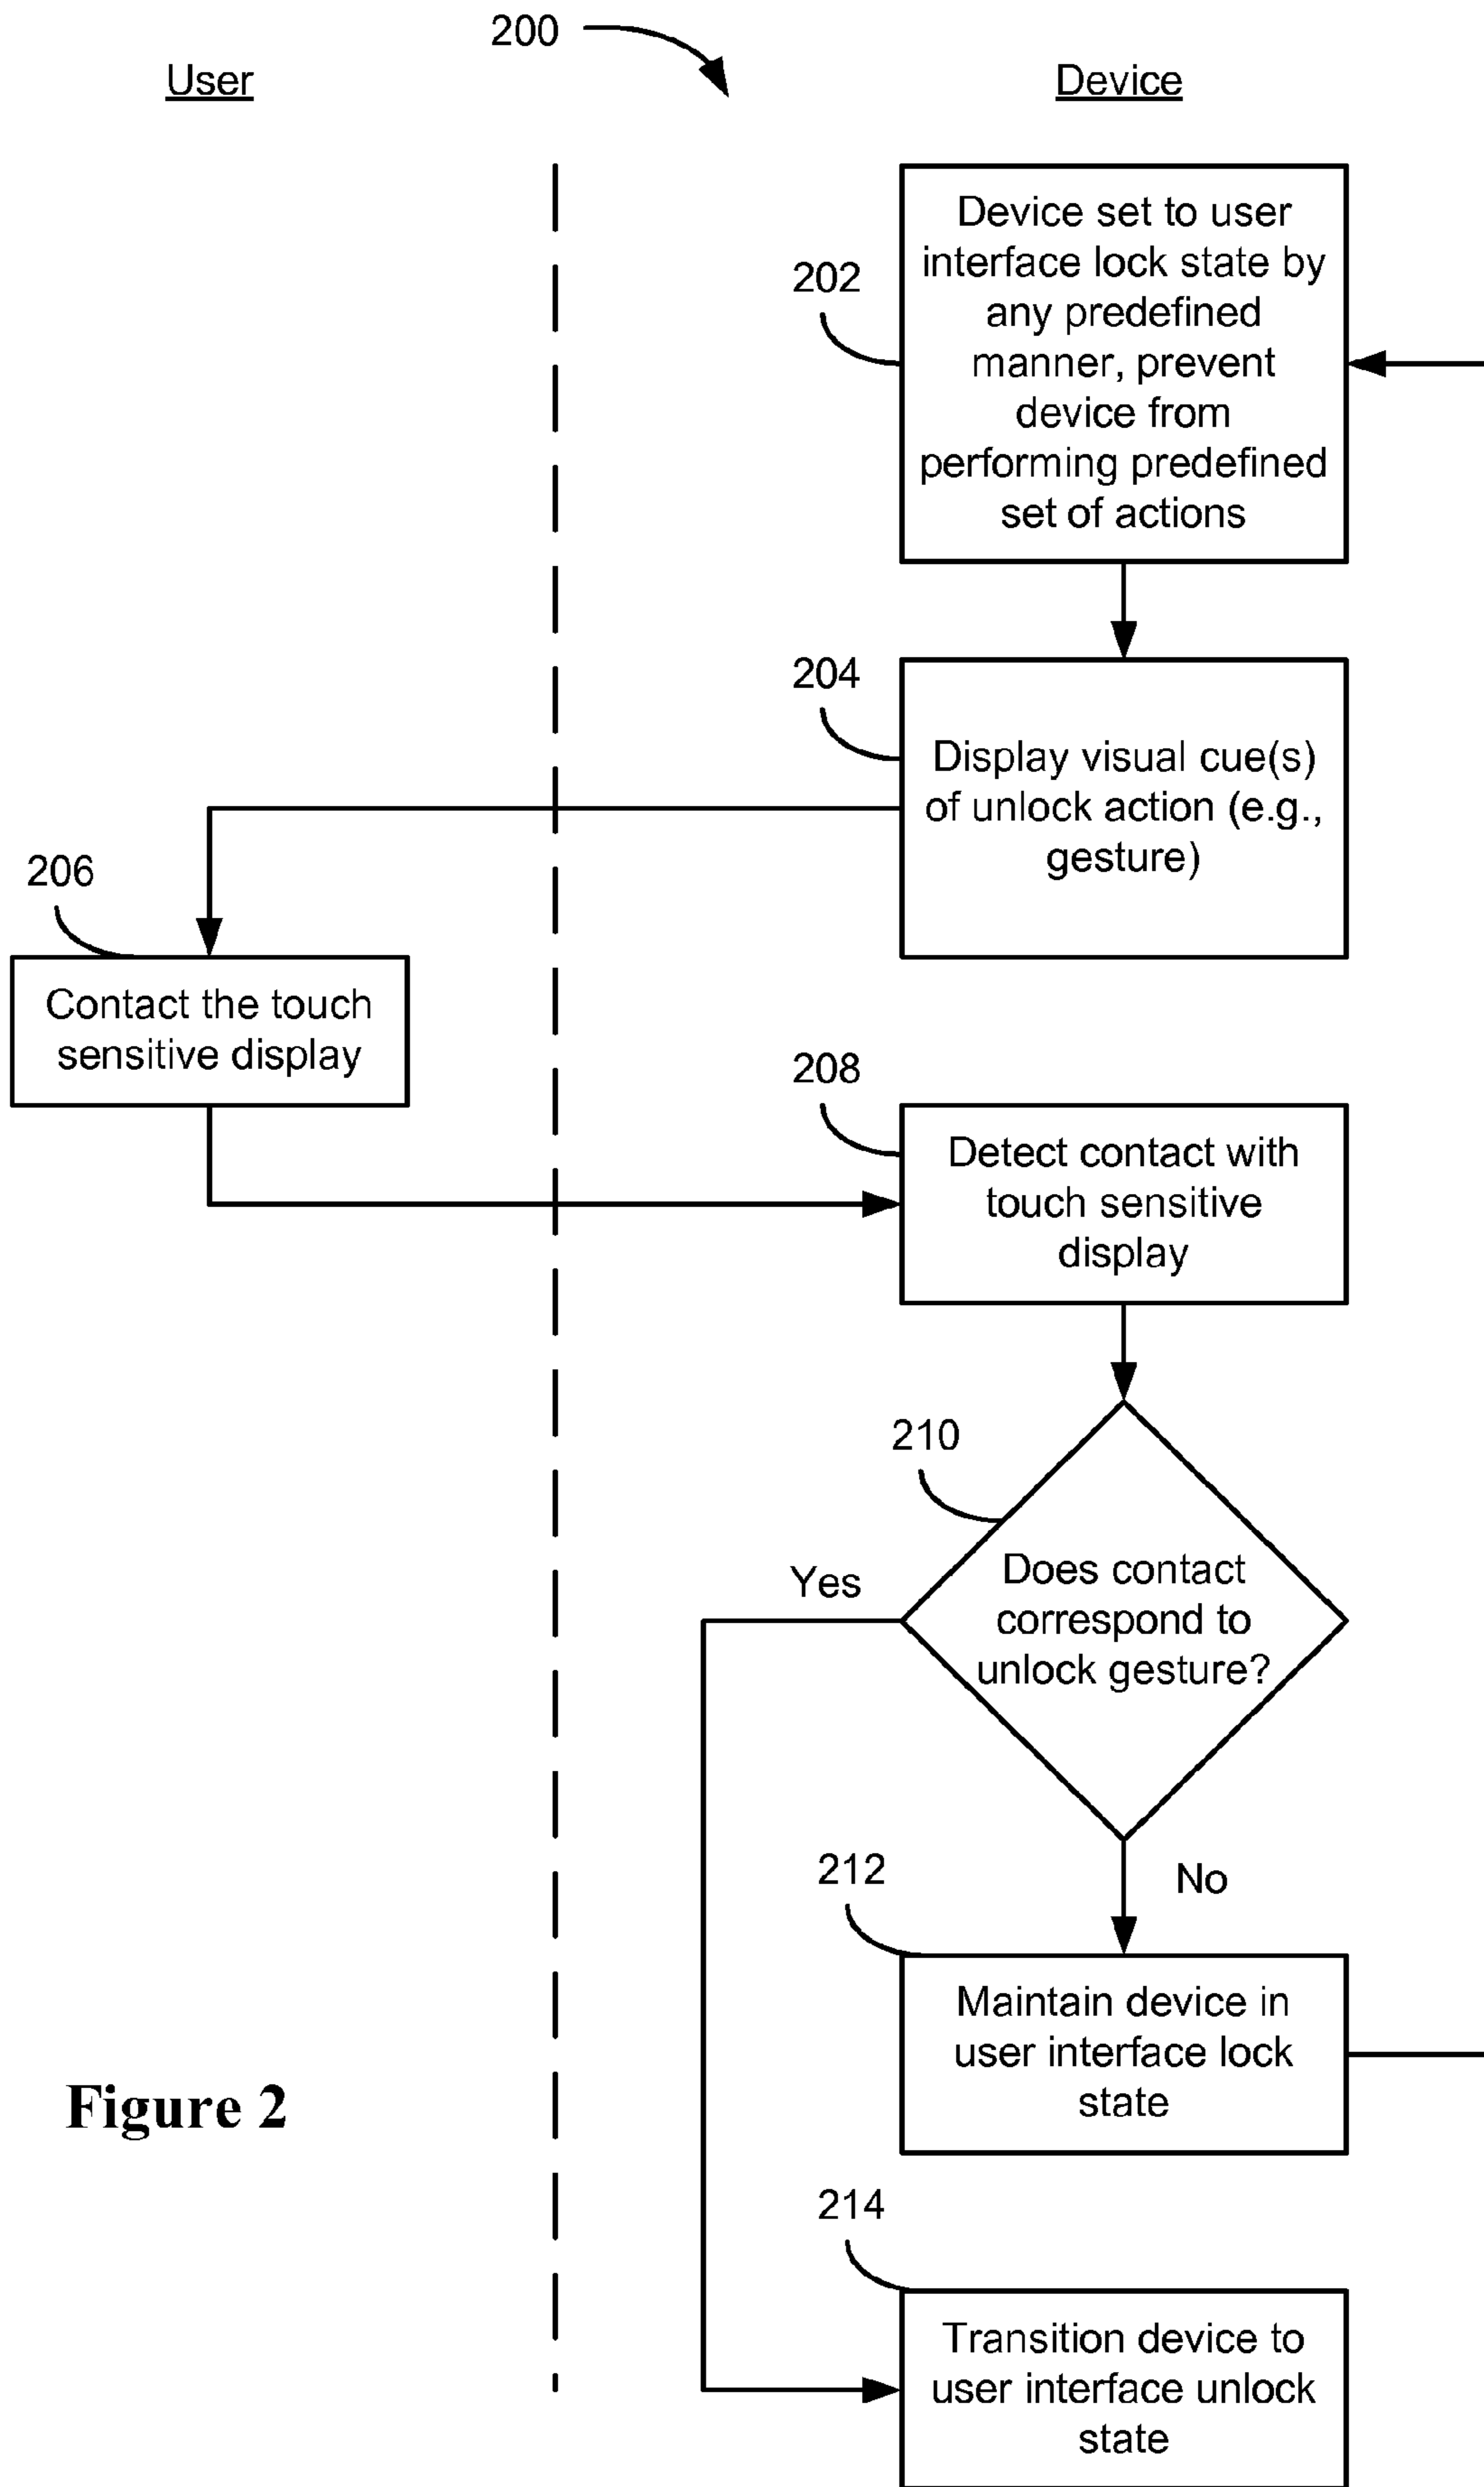 200
User
Device
202
Device set to user
interface lock state by
any predefined
manner, prevent
device from
performing predefined
set of actions
204
Display visual cue(s)
of unlock action (e.g.,
gesture)
206
Contact the touch
sensitive display
208
Detect contact with
touch sensitive
display
210
Does contact
correspond to
unlock gesture?
Yes
No
212
Maintain device in
user interface lock
state
Figure 2
214
Transition device to
user interface unlock
state